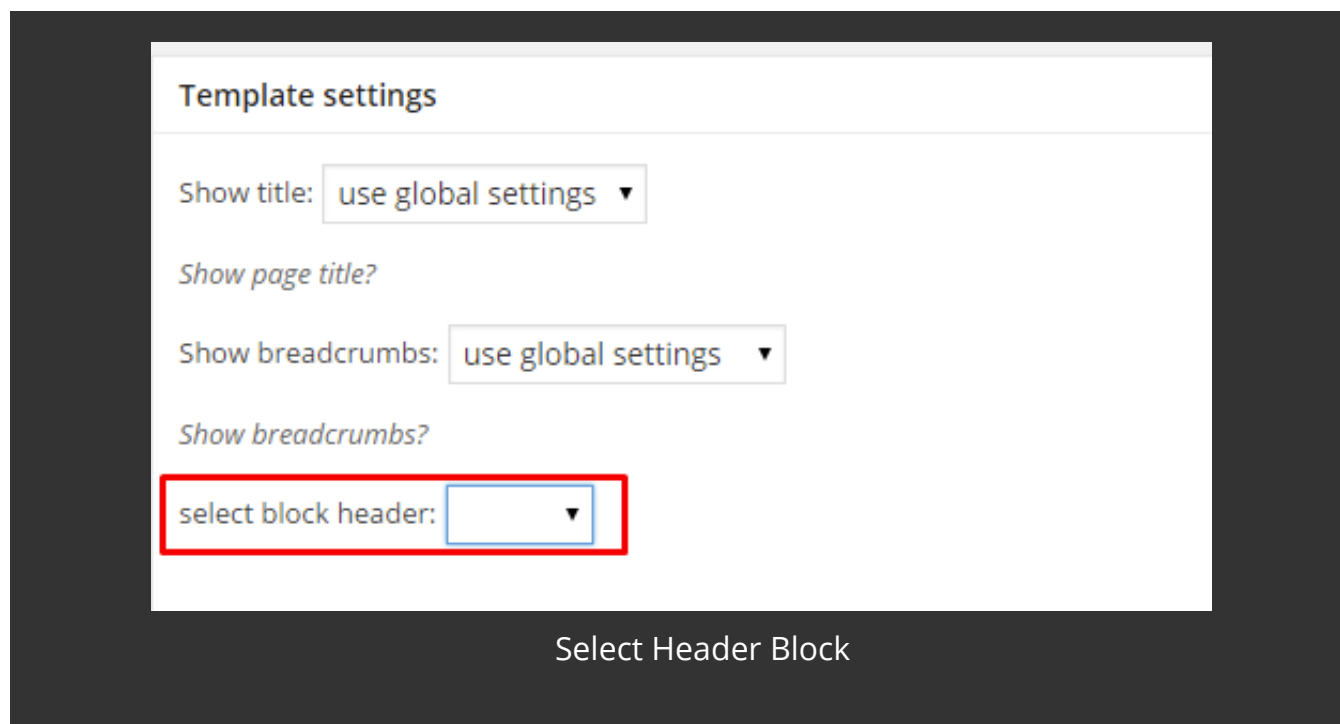 Template settings
Show title: use global settings
Show page title?
Show breadcrumbs: use global settings
Show breadcrumbs?
select block header:
Select Header Block